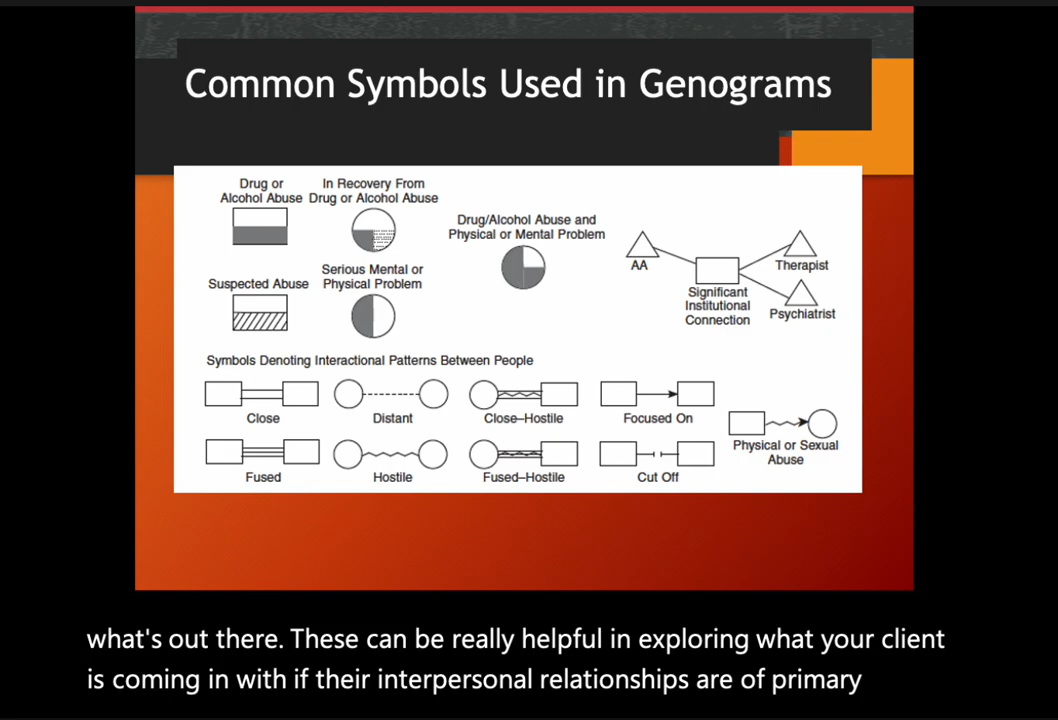 Common Symbols Used in Genograms
Drug or
Alcohol Abuse
In Recovery From
Drug or Alcohol Abuse
Drug/Alcohol Abuse and
Physical or Mental Problem
AA
Significant
Institutional
Connection
Therapist
Psychiatrist
Suspected Abuse
Serious Mental or
Physical Problem
Symbols Denoting Interactional Patterns Between People
Close
Distant
Close–Hostile
Focused On
Physical or Sexual
Abuse
Fused
Hostile
Fused–Hostile
Cut Off
what's out there. These can be really helpful in exploring what your client
is coming in with if their interpersonal relationships are of primary